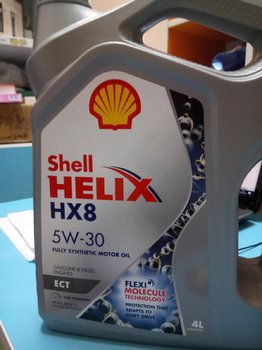 Shell
HELIX
HX8
5W-30
FULLY SYNTHETIC MOTOR OIL
GASOLINE & DIESEL
ENGINES
ECT
FLEXI
MOLECULE
TECHNOLOGY
PROTECTION THAT
ADAPTS TO
EVERY DRIVE
4L